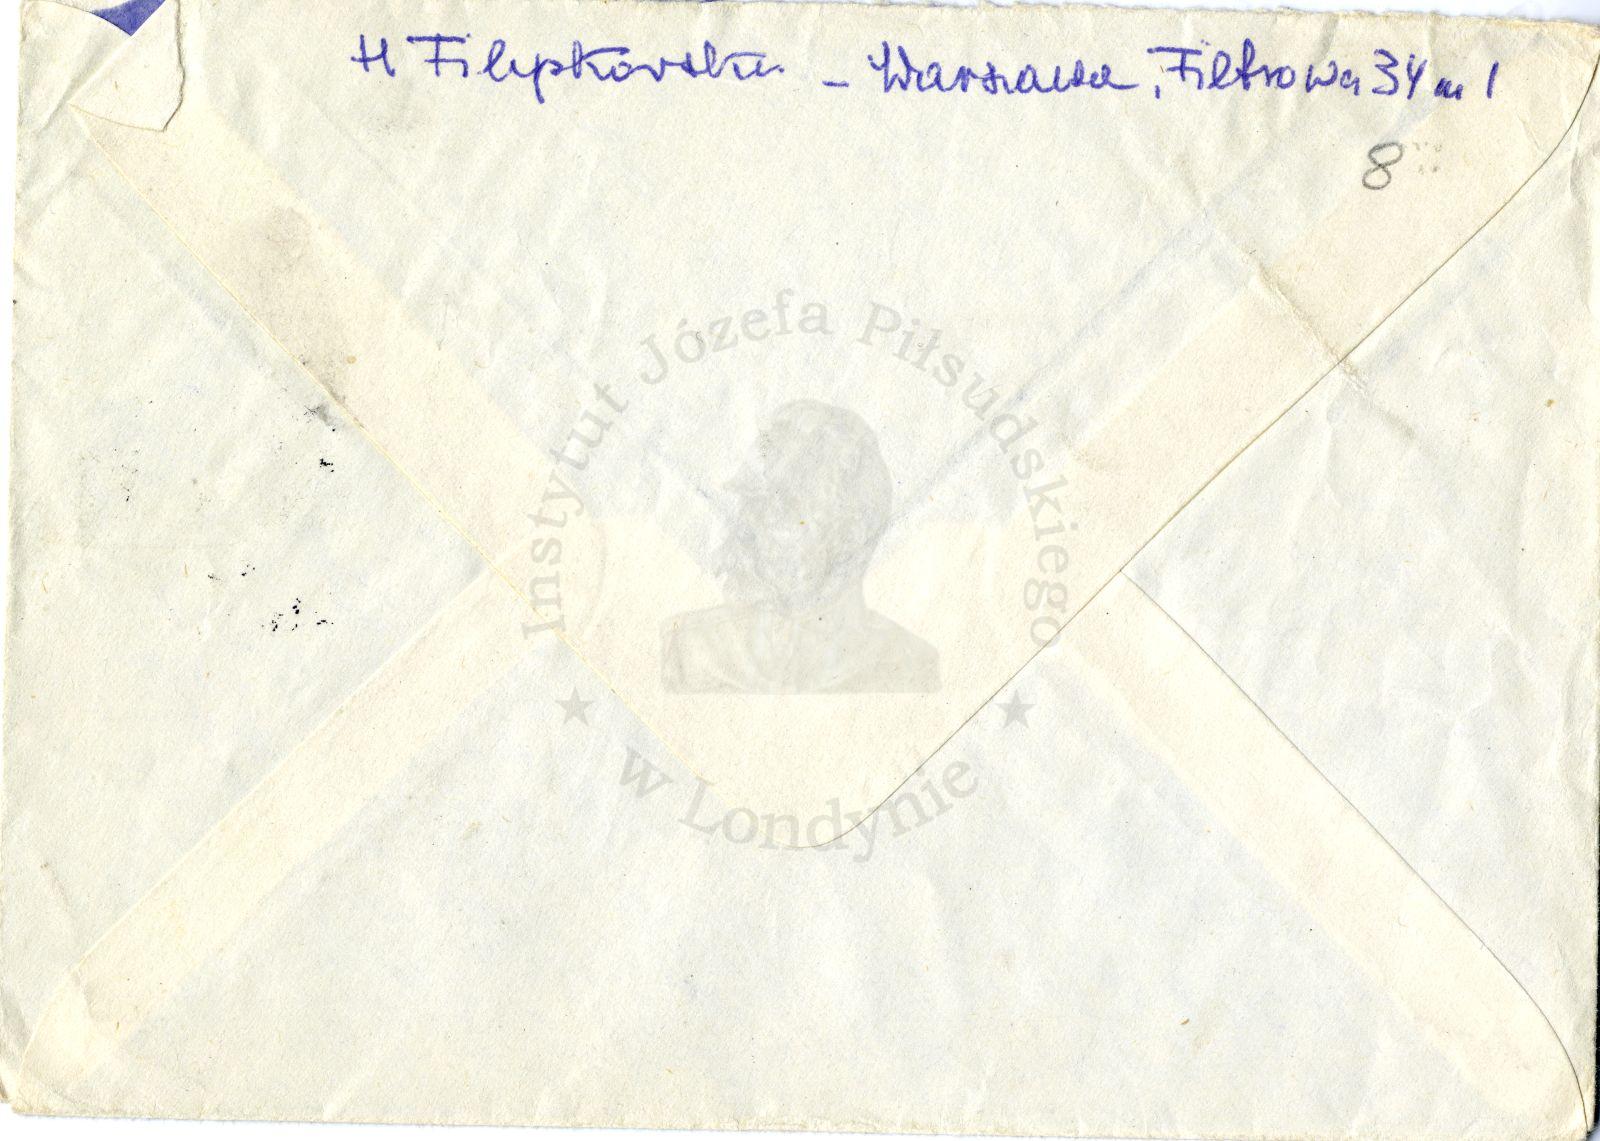 H Filipkowska – Warszawa, Filtrowa 34 m 1
8
Instytut Józefa Piłsudskiego
w Londynie